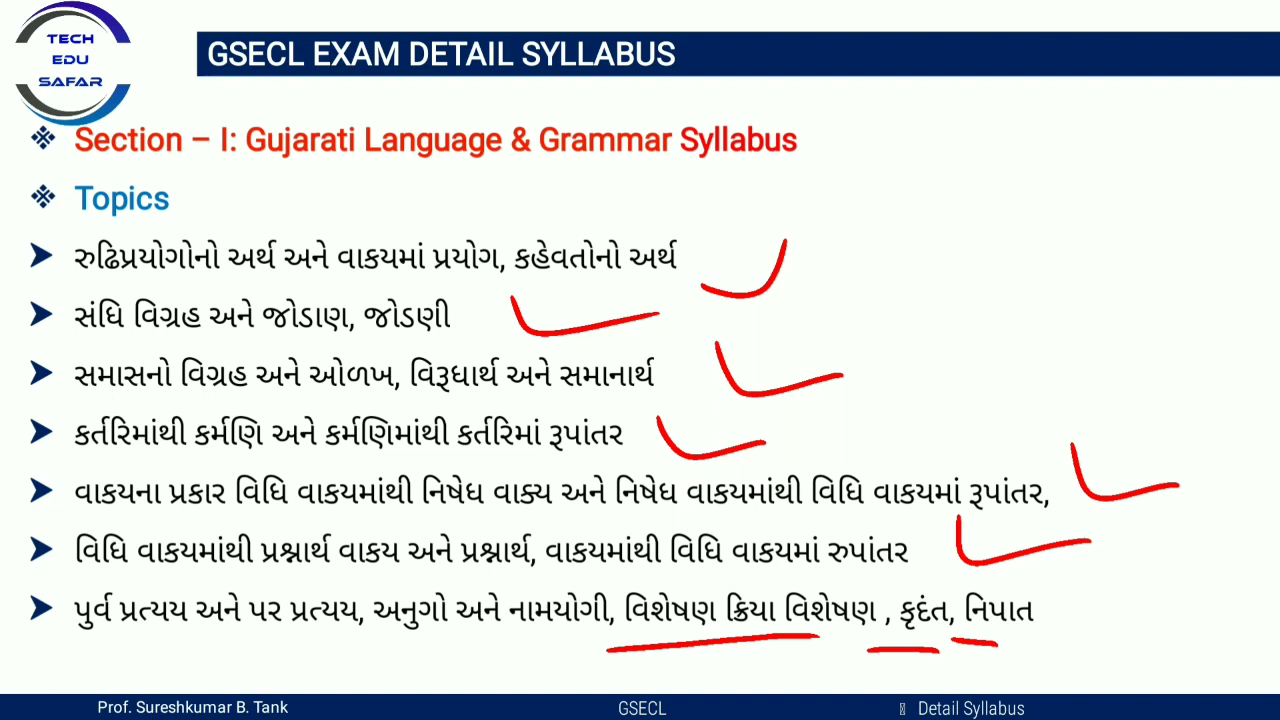 TECH
EDU
SAFAR
GSECL EXAM DETAIL SYLLABUS
Section – I: Gujarati Language & Grammar Syllabus
Topics
રુઢિપ્રયોગોનો અર્થ અને વાકયમાં પ્રયોગ, કહેવતોનો અર્થ
સંધિ વિગ્રહ અને જોડાણ, જોડણી
સમાસનો વિગ્રહ અને ઓળખ, વિરૂધાર્થ અને સમાનાર્થ
કર્તરિમાંથી કર્મણિ અને કર્મણિમાંથી કર્તરિમાં રૂપાંતર
વાકયના પ્રકાર વિધિ વાકયમાંથી નિષેધ વાક્ય અને નિષેધ વાકયમાંથી વિધિ વાકયમાં રૂપાંતર,
વિધિ વાકયમાંથી પ્રશ્નાર્થ વાકય અને પ્રશ્નાર્થ, વાકયમાંથી વિધિ વાકયમાં રુપાંતર
પુર્વ પ્રત્યય અને પર પ્રત્યય, અનુગો અને નામયોગી, વિશેષણ ક્રિયા વિશેષણ , કૃદંત, નિપાત
Prof. Sureshkumar B. Tank GSECL Detail Syllabus